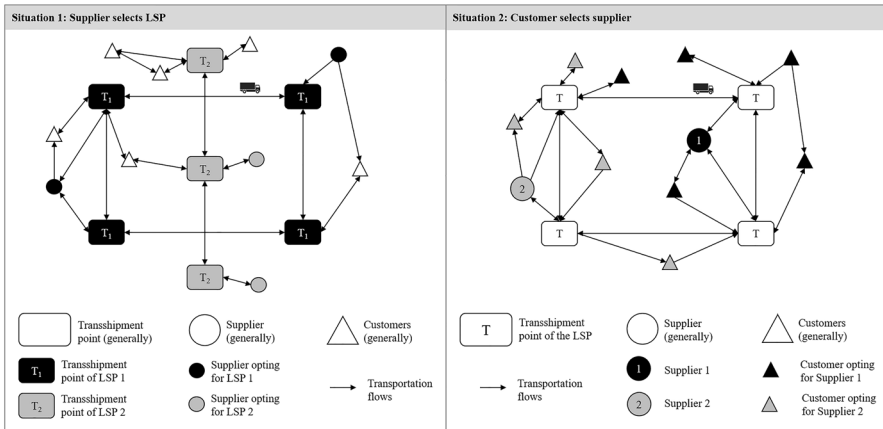 Situation 1: Supplier selects LSP
T2
T1
T1
T2
T1
T1
T2
Transshipment
point (generally)
Supplier
(generally)
Customers
(generally)
T1
Transshipment
point of LSP 1
Supplier opting
for LSP 1
Transportation
flows
T2
Transshipment
point of LSP 2
Supplier opting
for LSP 2
Situation 2: Customer selects supplier
T
T
1
2
T
T
T
Transshipment
point of the LSP
Supplier
(generally)
Customers
(generally)
Transportation
flows
1
Supplier 1
Customer opting
for Supplier 1
2
Supplier 2
Customer opting
for Supplier 2